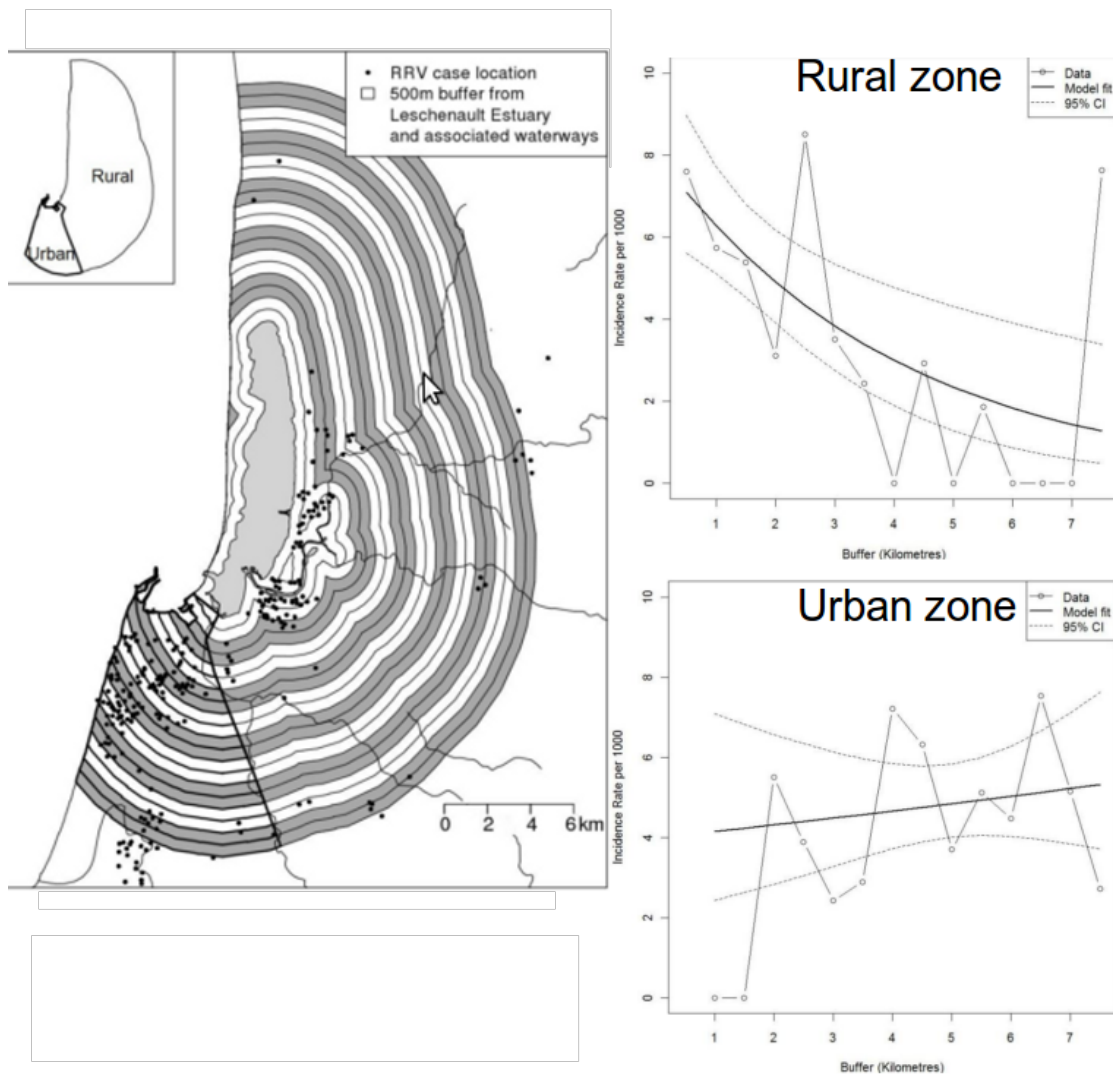 RRV case location
500m buffer from
Leschenault Estuary
and associated waterways
Rural
Urban
0 2 4 6 km
Rural zone
Data
Model fit
95% CI
Incidence Rate per 1000
10
8
6
4
2
0
1 2 3 4 5 6 7
Buffer (Kilometres)
Urban zone
Data
Model fit
95% CI
Incidence Rate per 1000
10
8
6
4
2
0
1 2 3 4 5 6 7
Buffer (Kilometres)